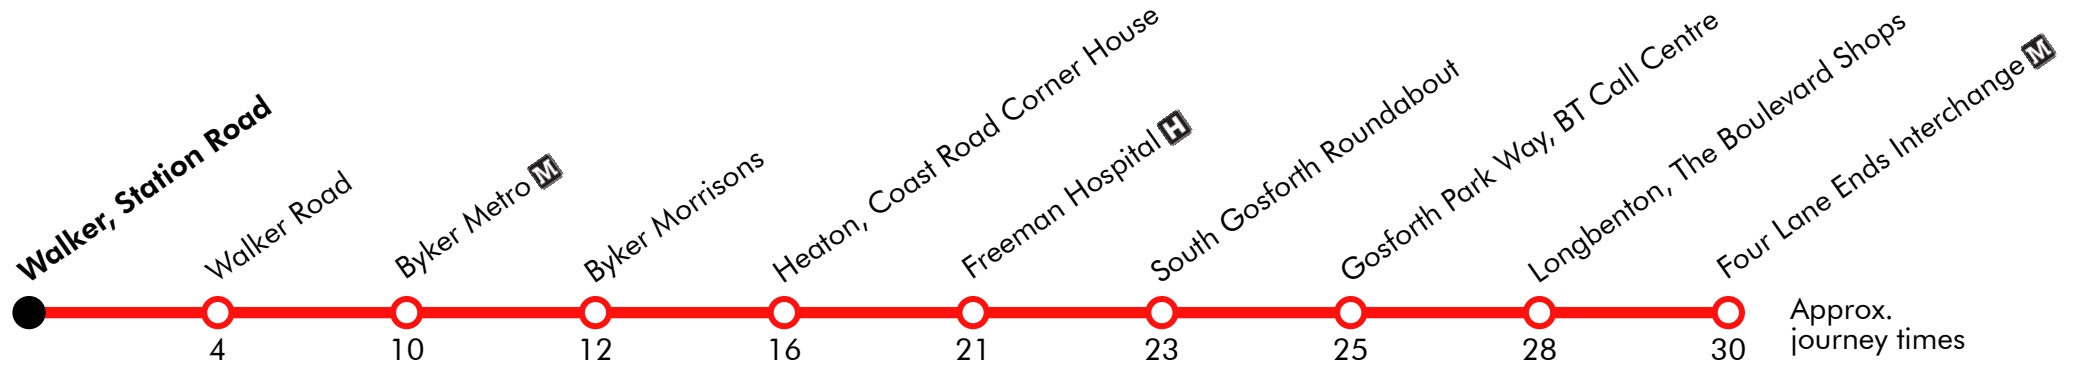 Walker, Station Road
Walker Road
Byker Metro M
Byker Morrisons
Heaton, Coast Road Corner House
Freeman Hospital H
South Gosforth Roundabout
Gosforth Park Way, BT Call Centre
Longbenton, The Boulevard Shops
Four Lane Ends Interchange M
4 10 12 16 21 23 25 28 30
Approx.
journey times